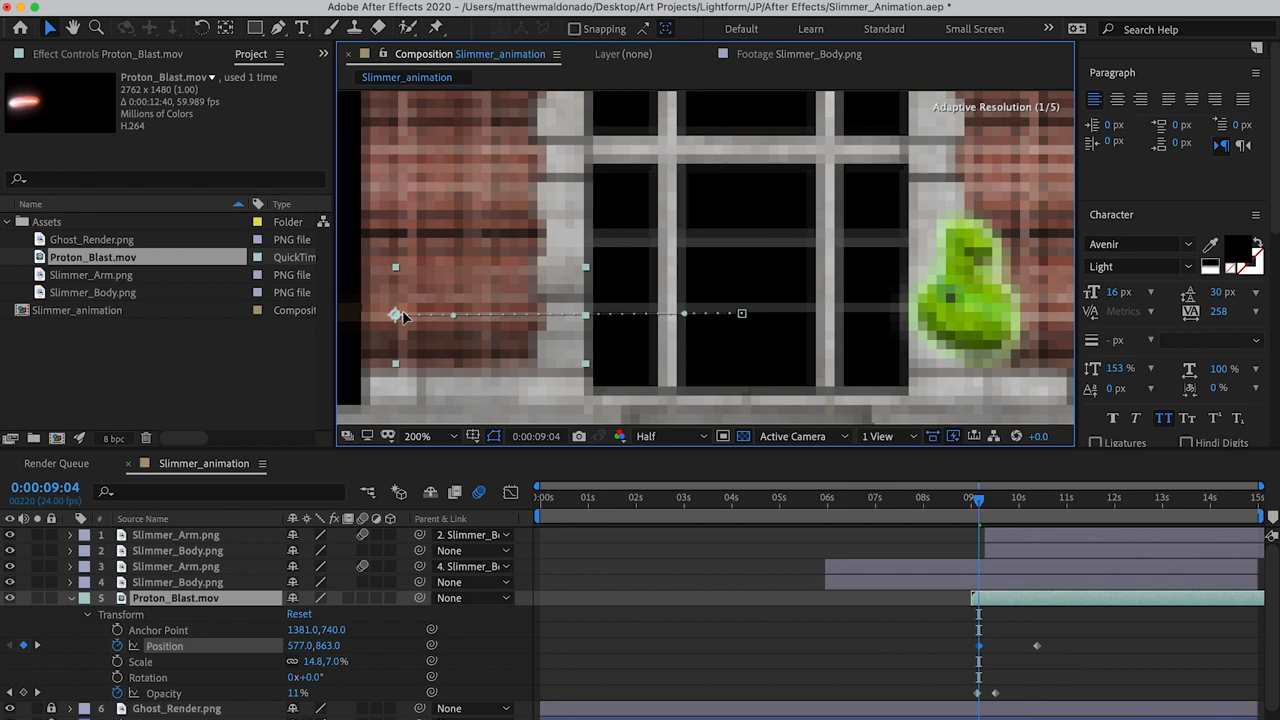 Adobe After Effects 2020 - /Users/matthewmaldonado/Desktop/Art Projects/Lightform/JP/After Effects/Slimmer_Animation.aep *
Snapping
Default
Learn
Standard
Small Screen
Search Help
Effect Controls Proton_Blast.mov
Project
Composition Slimmer_animation
Layer (none)
Footage Slimmer_Body.png
Slimmer_animation
Proton_Blast.mov▼, used 1 time
2762 x 1480 (1.00)
Δ 0:00:12:40, 59.989 fps
Millions of Colors
H.264
Adaptive Resolution (1/5)
Name
Type
Assets
Folder
Ghost_Render.png
PNG file
Proton_Blast.mov
QuickTim
Slimmer_Arm.png
PNG file
Slimmer_Body.png
PNG file
Slimmer_animation
Composit
8 bpc
200%
0:00:09:04
Half
Active Camera
1 View
+0.0
Paragraph
0 px
0 px
0 px
0 px
0 px
Character
Avenir
Light
16 px
30 px
Metrics
258
- px
153 %
100 %
0 px
0 %
Ligatures
Hindi Digits
Render Queue
Slimmer_animation
0:00:09:04
00220 (24.00 fps)
:00s
01s
02s
03s
04s
05s
06s
07s
08s
09s
10s
11s
12s
13s
14s
15s
#
Source Name
Parent & Link
1 Slimmer_Arm.png 2. Slimmer_Bo
2 Slimmer_Body.png None
3 Slimmer_Arm.png 4. Slimmer_Bo
4 Slimmer_Body.png None
5 Proton_Blast.mov None
Transform Reset
Anchor Point 1381.0,740.0
Position 577.0,863.0
Scale 14.8,7.0%
Rotation 0x+0.0°
Opacity 11%
6 Ghost_Render.png None